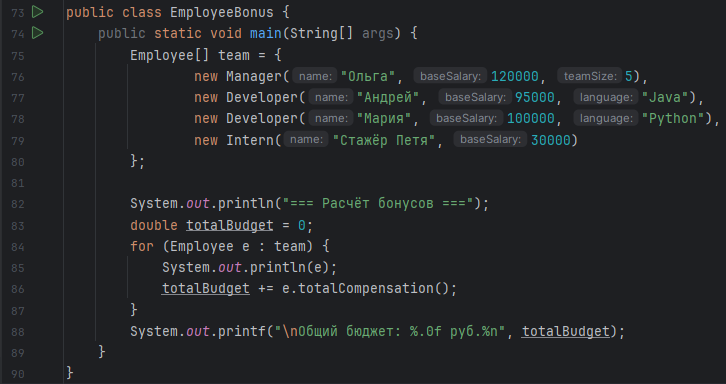 73 public class EmployeeBonus {
74 public static void main(String[] args) {
75 Employee[] team = {
76 new Manager( name: "Ольга", baseSalary: 120000, teamSize: 5),
77 new Developer( name: "Андрей", baseSalary: 95000, language: "Java"),
78 new Developer( name: "Мария", baseSalary: 100000, language: "Python"),
79 new Intern( name: "Стажёр Петя", baseSalary: 30000)
80 };
81
82 System.out.println("=== Расчёт бонусов ===");
83 double totalBudget = 0;
84 for (Employee e : team) {
85 System.out.println(e);
86 totalBudget += e.totalCompensation();
87 }
88 System.out.printf("\nОбщий бюджет: %.0f руб.%n", totalBudget);
89 }
90 }